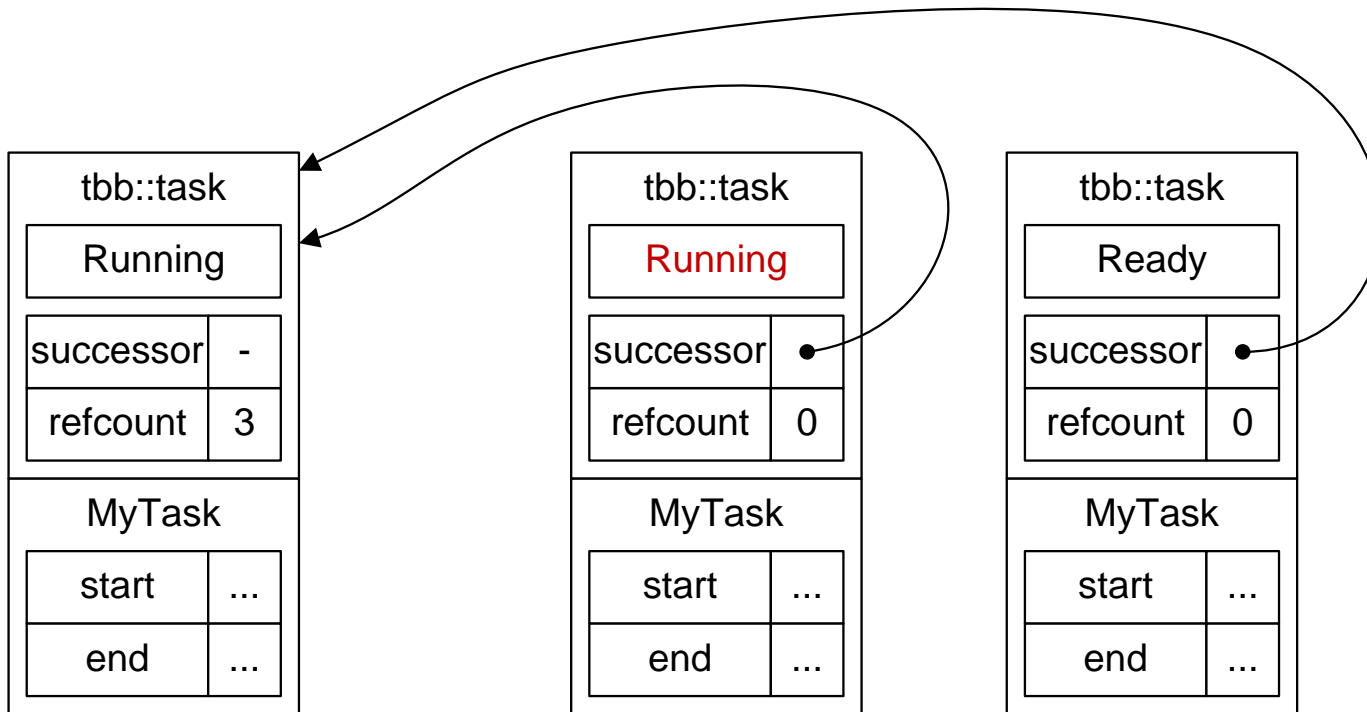 tbb::task
Running
successor -
refcount 3
MyTask
start ...
end ...
tbb::task
Running
successor
refcount 0
MyTask
start ...
end ...
tbb::task
Ready
successor
refcount 0
MyTask
start ...
end ...